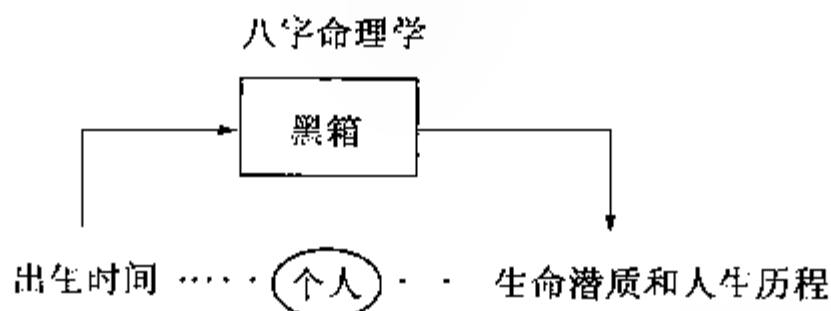 八字命理学
黑箱
出生时间 ····· 个人 · · 生命潜质和人生历程